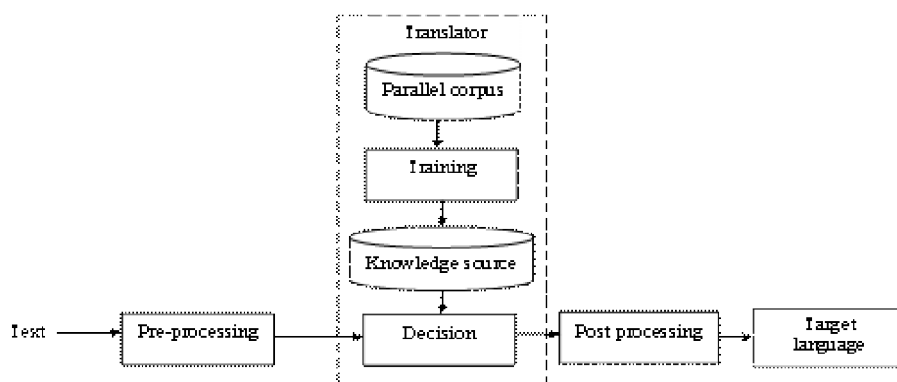 Translator
Parallel corpus
Training
Knowledge source
Text
Pre-processing
Decision
Post processing
Target
language